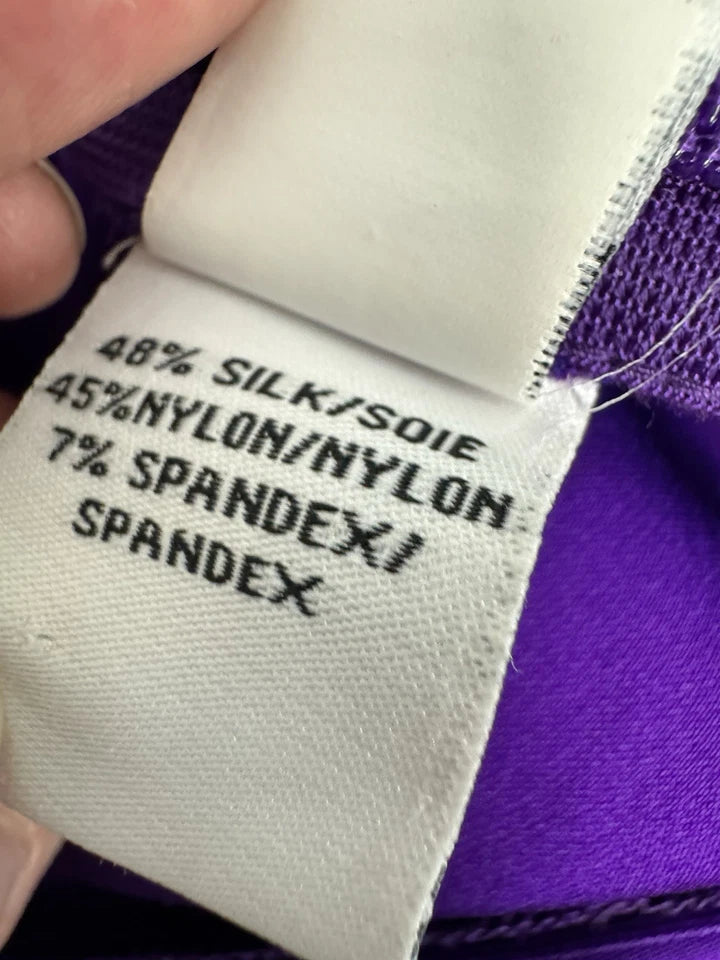 48% SILK/SOIE
45%NYLON/NYLON
7% SPANDEX/
SPANDEX